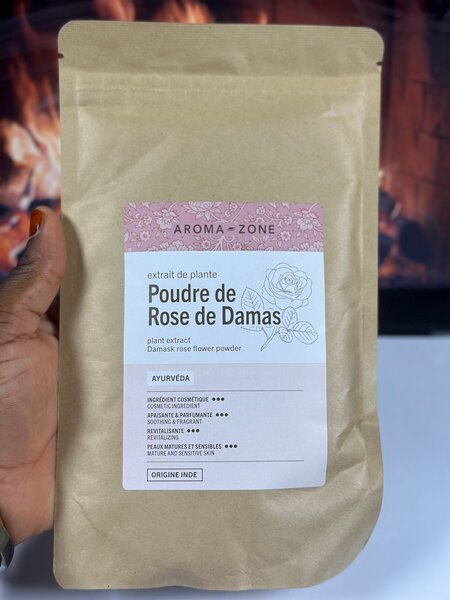 AROMA-ZONE
extrait de plante
Poudre de
Rose de Damas
plant extract
Damask rose flower powder
AYURVÉDA
INGRÉDIENT COSMÉTIQUE ●●●
COSMETIC INGREDIENT
APAISANTE & PARFUMANTE ●●●
SOOTHING & FRAGRANT
REVITALISANTE ●●●
REVITALIZING
PEAUX MATURES ET SENSIBLES ●●●
MATURE AND SENSITIVE SKIN
ORIGINE INDE